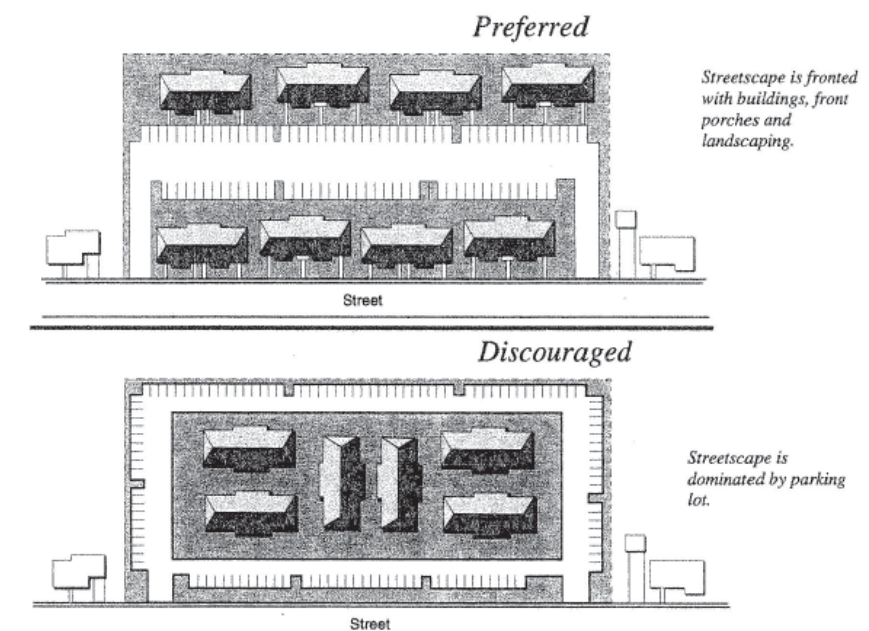 Preferred
Streetscape is fronted
with buildings, front
porches and
landscaping.
Street
Discouraged
Streetscape is
dominated by parking
lot.
Street